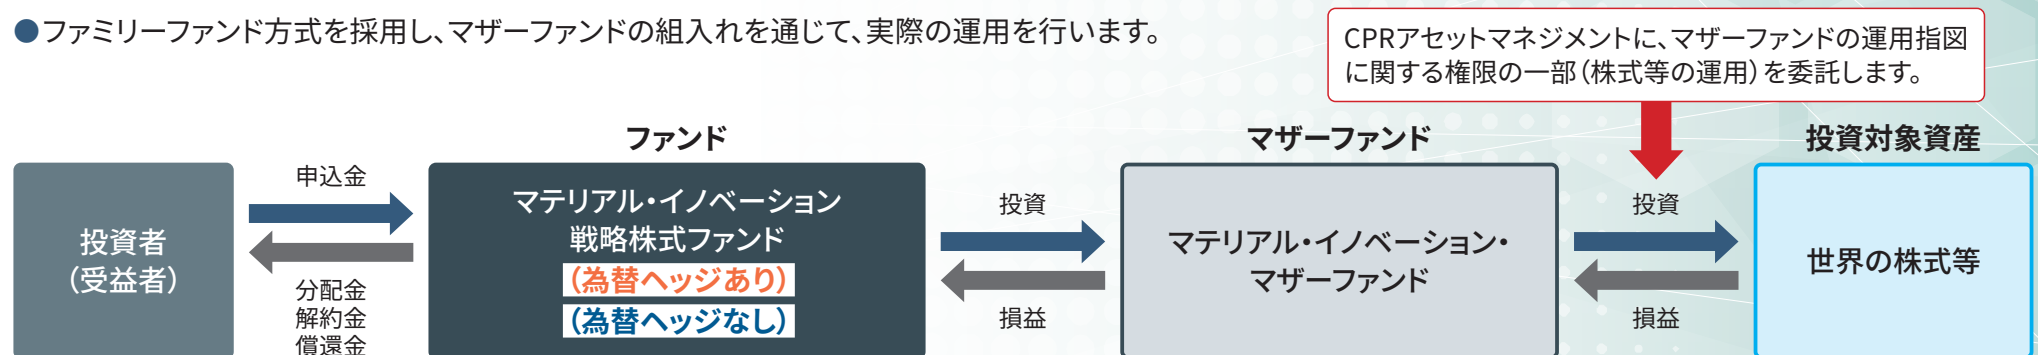 ●ファミリーファンド方式を採用し、マザーファンドの組入れを通じて、実際の運用を行います。
CPRアセットマネジメントに、マザーファンドの運用指図
に関する権限の一部(株式等の運用)を委託します。
ファンド
マザーファンド
投資対象資産
投資者
(受益者)
申込金
分配金
解約金
償還金
マテリアル・イノベーション
戦略株式ファンド
(為替ヘッジあり)
(為替ヘッジなし)
投資
損益
マテリアル・イノベーション・
マザーファンド
投資
損益
世界の株式等